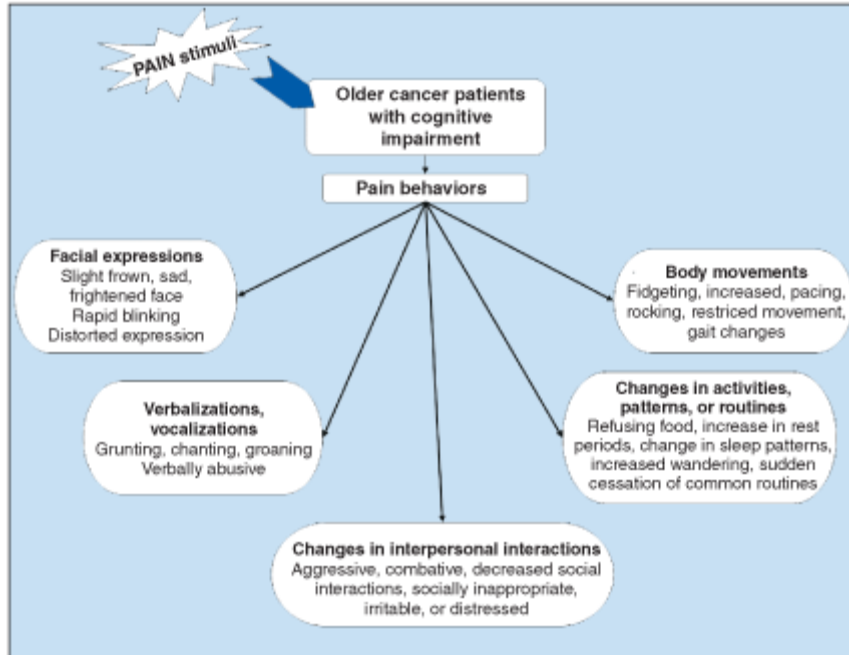 PAIN stimuli
Older cancer patients
with cognitive
impairment
Pain behaviors
Facial expressions
Slight frown, sad,
frightened face
Rapid blinking
Distorted expression
Body movements
Fidgeting, increased, pacing,
rocking, restriced movement,
gait changes
Verbalizations,
vocalizations
Grunting, chanting, groaning
Verbally abusive
Changes in activities,
patterns, or routines
Refusing food, increase in rest
periods, change in sleep patterns,
increased wandering, sudden
cessation of common routines
Changes in interpersonal interactions
Aggressive, combative, decreased social
interactions, socially inappropriate,
irritable, or distressed